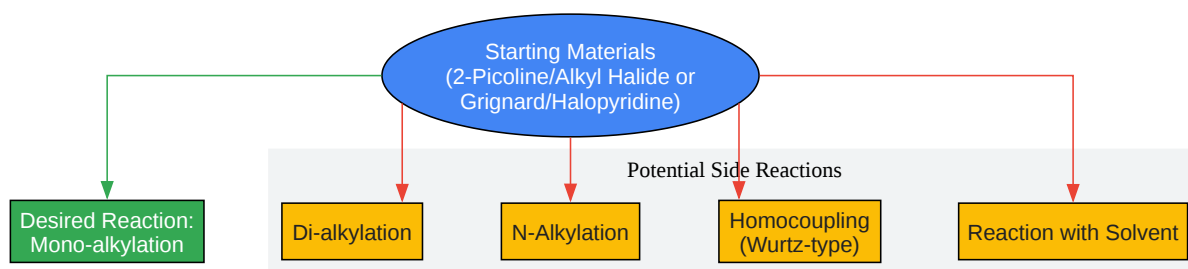 Starting Materials
(2-Picoline/Alkyl Halide or
Grignard/Halopyridine)
Potential Side Reactions
Desired Reaction:
Mono-alkylation
Di-alkylation
N-Alkylation
Homocoupling
(Wurtz-type)
Reaction with Solvent